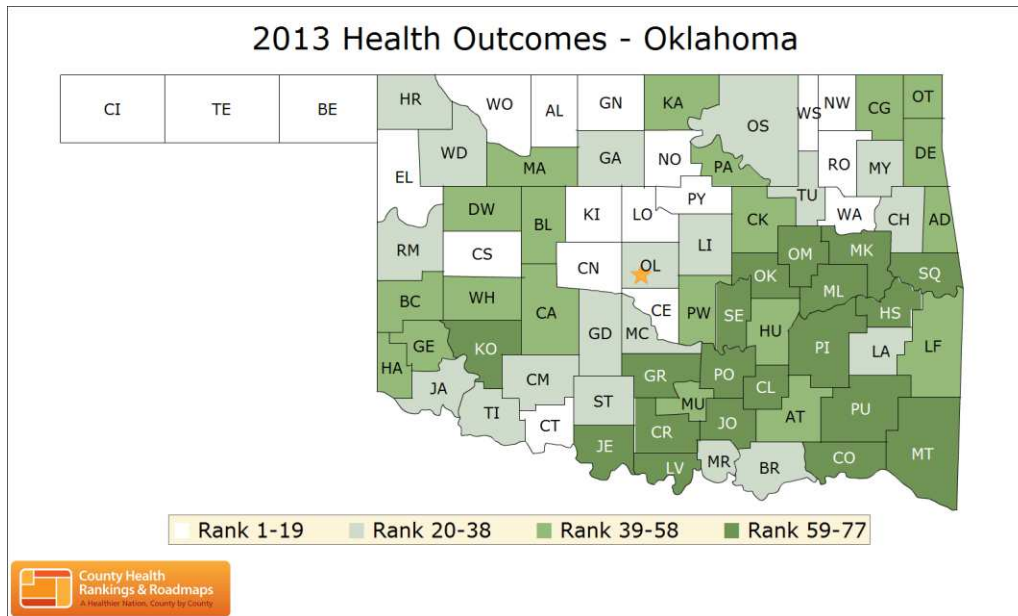 2013 Health Outcomes - Oklahoma
CI TE BE HR WO AL GN KA OS WS NW CG OT
WD MA GA NO PA RO MY DE
EL DW BL KI LO PY CK TU WA CH AD
RM CS CN OL LI OM MK
BC WH CA CE PW OK ML SQ
GE KO GD MC SE HU HS
HA JA CM GR PO PI LA LF
TI ST MU CL
CT CR JO AT PU
JE LV MR BR CO MT
Rank 1-19 Rank 20-38 Rank 39-58 Rank 59-77
County Health
Rankings & Roadmaps
A Healthier Nation, County by County